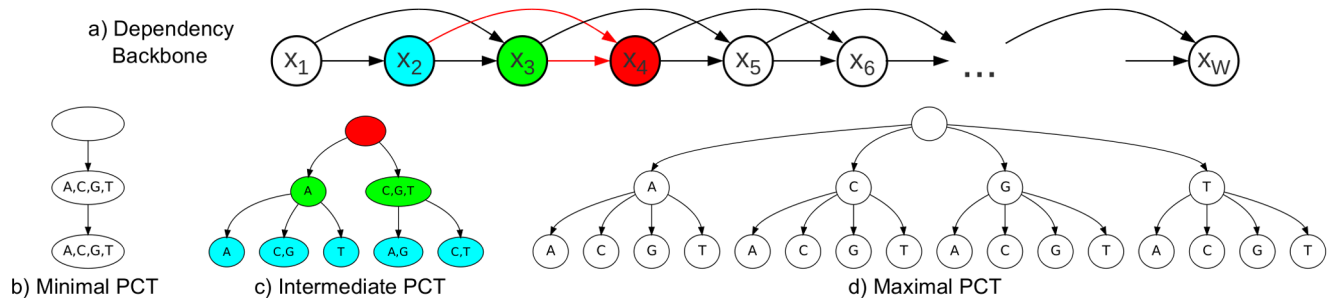 a) Dependency
Backbone
x1 x2 x3 x4 x5 x6 ... xW
A,C,G,T
A,C,G,T
b) Minimal PCT
A C,G,T
A C,G T A,G C,T
c) Intermediate PCT
A C G T
A C G T A C G T A C G T A C G T
d) Maximal PCT